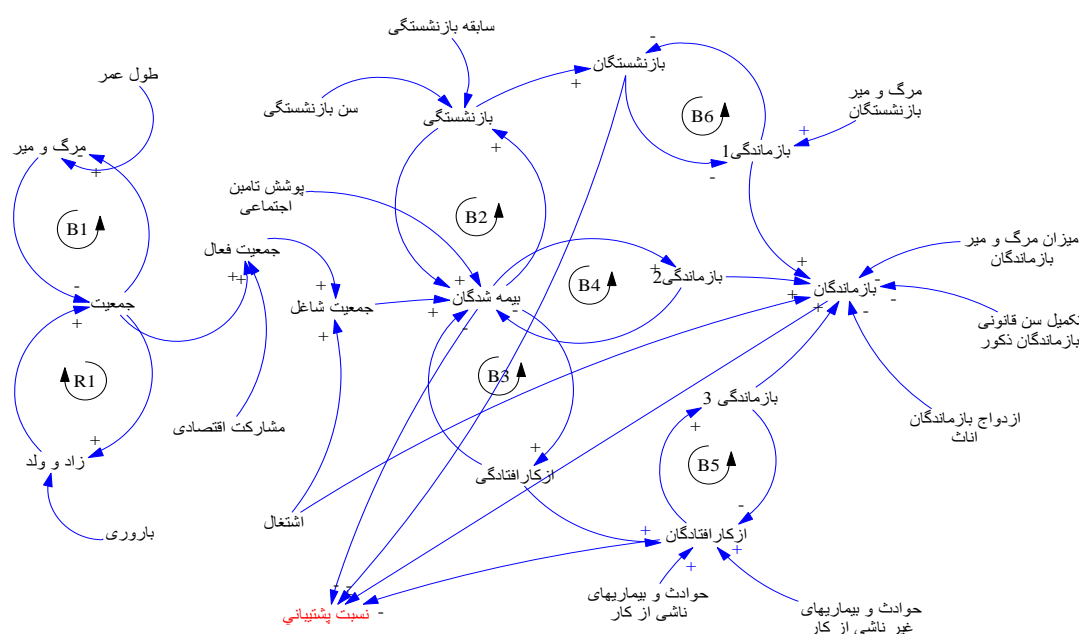 سابقه بازنشستگی
بازنشستگان
طول عمر
سن بازنشستگی
مرگ و میر
بازنشستگان
بازنشستگی
B6
بازماندگی1
مرگ و میر
پوشش تامبن
اجتماعی
B1
B2
جمعیت فعال
میزان مرگ و میر
بازماندگان
بازماندگی2
B4
بازماندگان
جمعیت
جمعیت شاغل
بیمه شدگان
تکمیل سن قانونی
بازماندگان ذکور
R1
B3
بازماندگی 3
ازدواج بازماندگان
اناث
مشارکت اقتصادی
زاد و ولد
ازکارافتادگی
B5
باروری
اشتغال
ازکارافتادگان
حوادث و بیماریهای
ناشی از کار
حوادث و بیماریهای
غیر ناشی از کار
نسبت پشتیباني